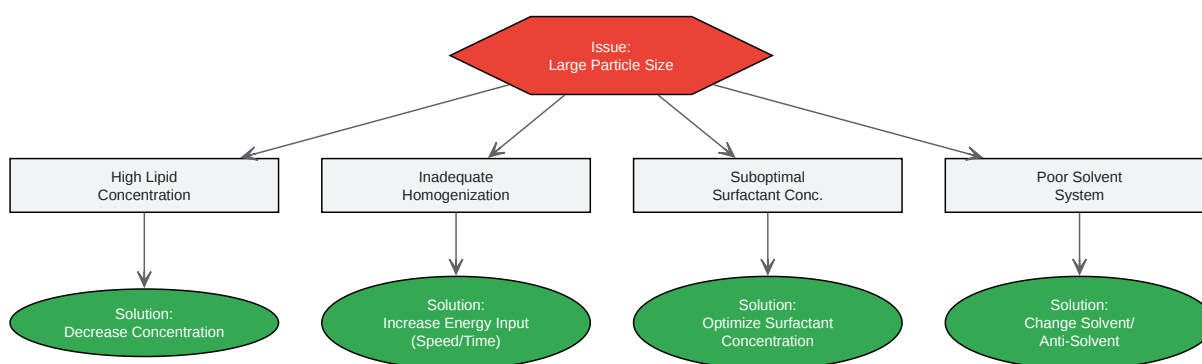 Issue:
Large Particle Size
High Lipid
Concentration
Inadequate
Homogenization
Suboptimal
Surfactant Conc.
Poor Solvent
System
Solution:
Decrease Concentration
Solution:
Increase Energy Input
(Speed/Time)
Solution:
Optimize Surfactant
Concentration
Solution:
Change Solvent/
Anti-Solvent